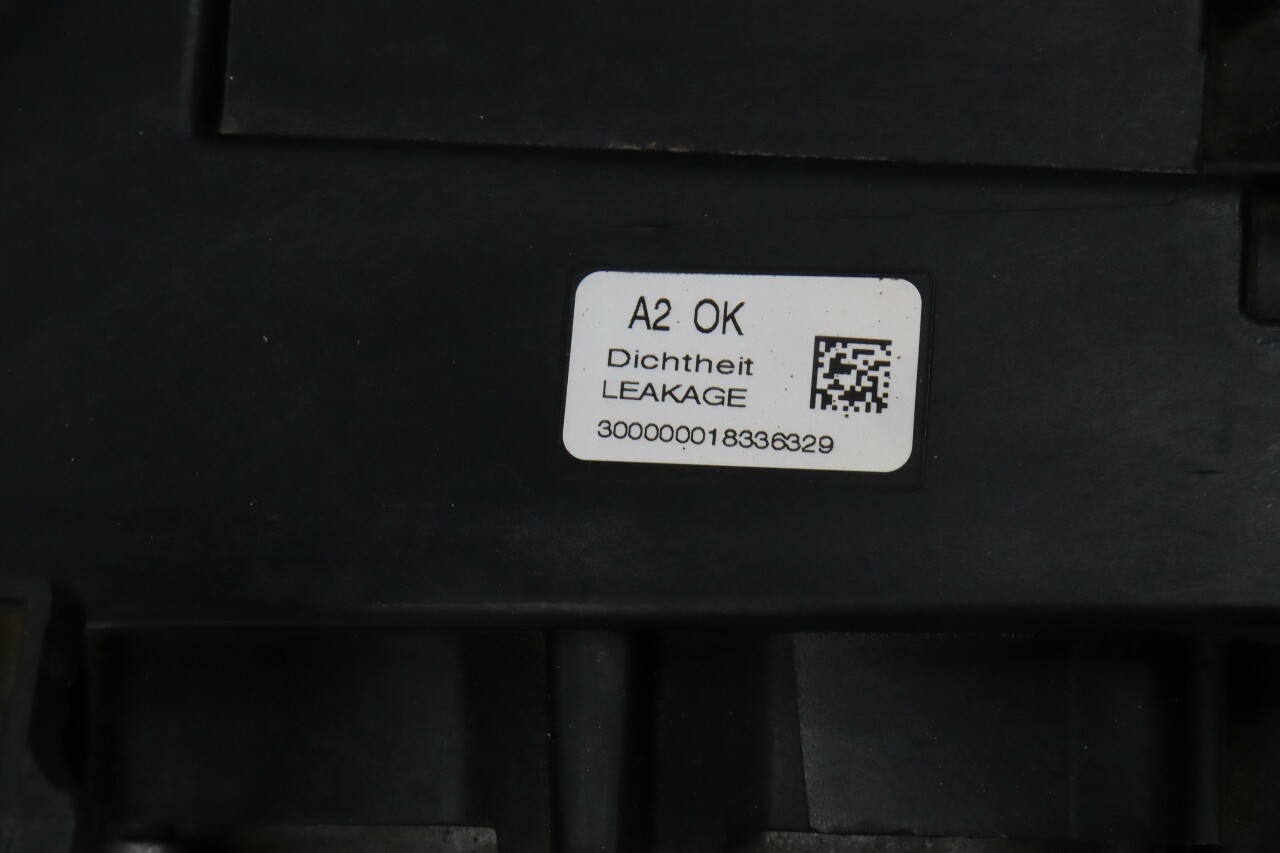 A2 OK
Dichtheit
LEAKAGE
300000018336329